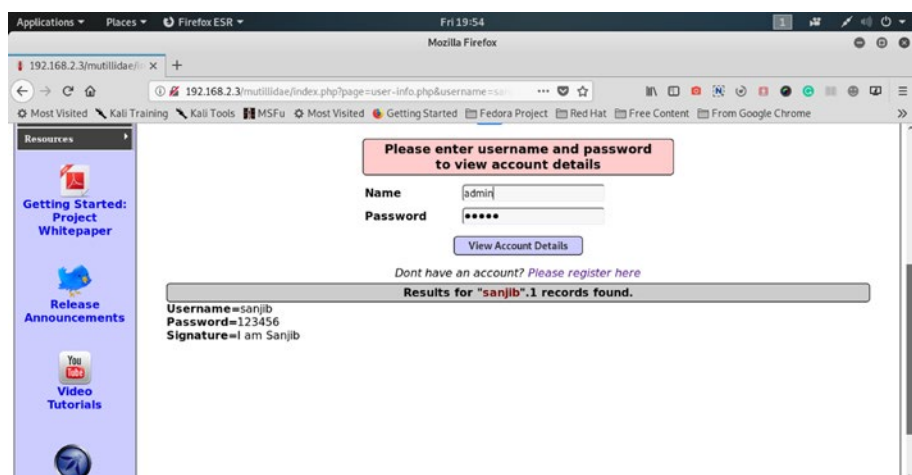 Applications Places Firefox ESR Fri 19:54 1
Mozilla Firefox
192.168.2.3/mutillidae/i × +
192.168.2.3/mutillidae/index.php?page=user-info.php&username=sa
Most Visited Kali Training Kali Tools MSFu Most Visited Getting Started Fedora Project Red Hat Free Content From Google Chrome »
Resources
Please enter username and password
to view account details
Name admin
Password •••••
View Account Details
Dont have an account? Please register here
Results for "sanjib".1 records found.
Username=sanjib
Password=123456
Signature=I am Sanjib
Getting Started:
Project
Whitepaper
Release
Announcements
You
Tube
Video
Tutorials